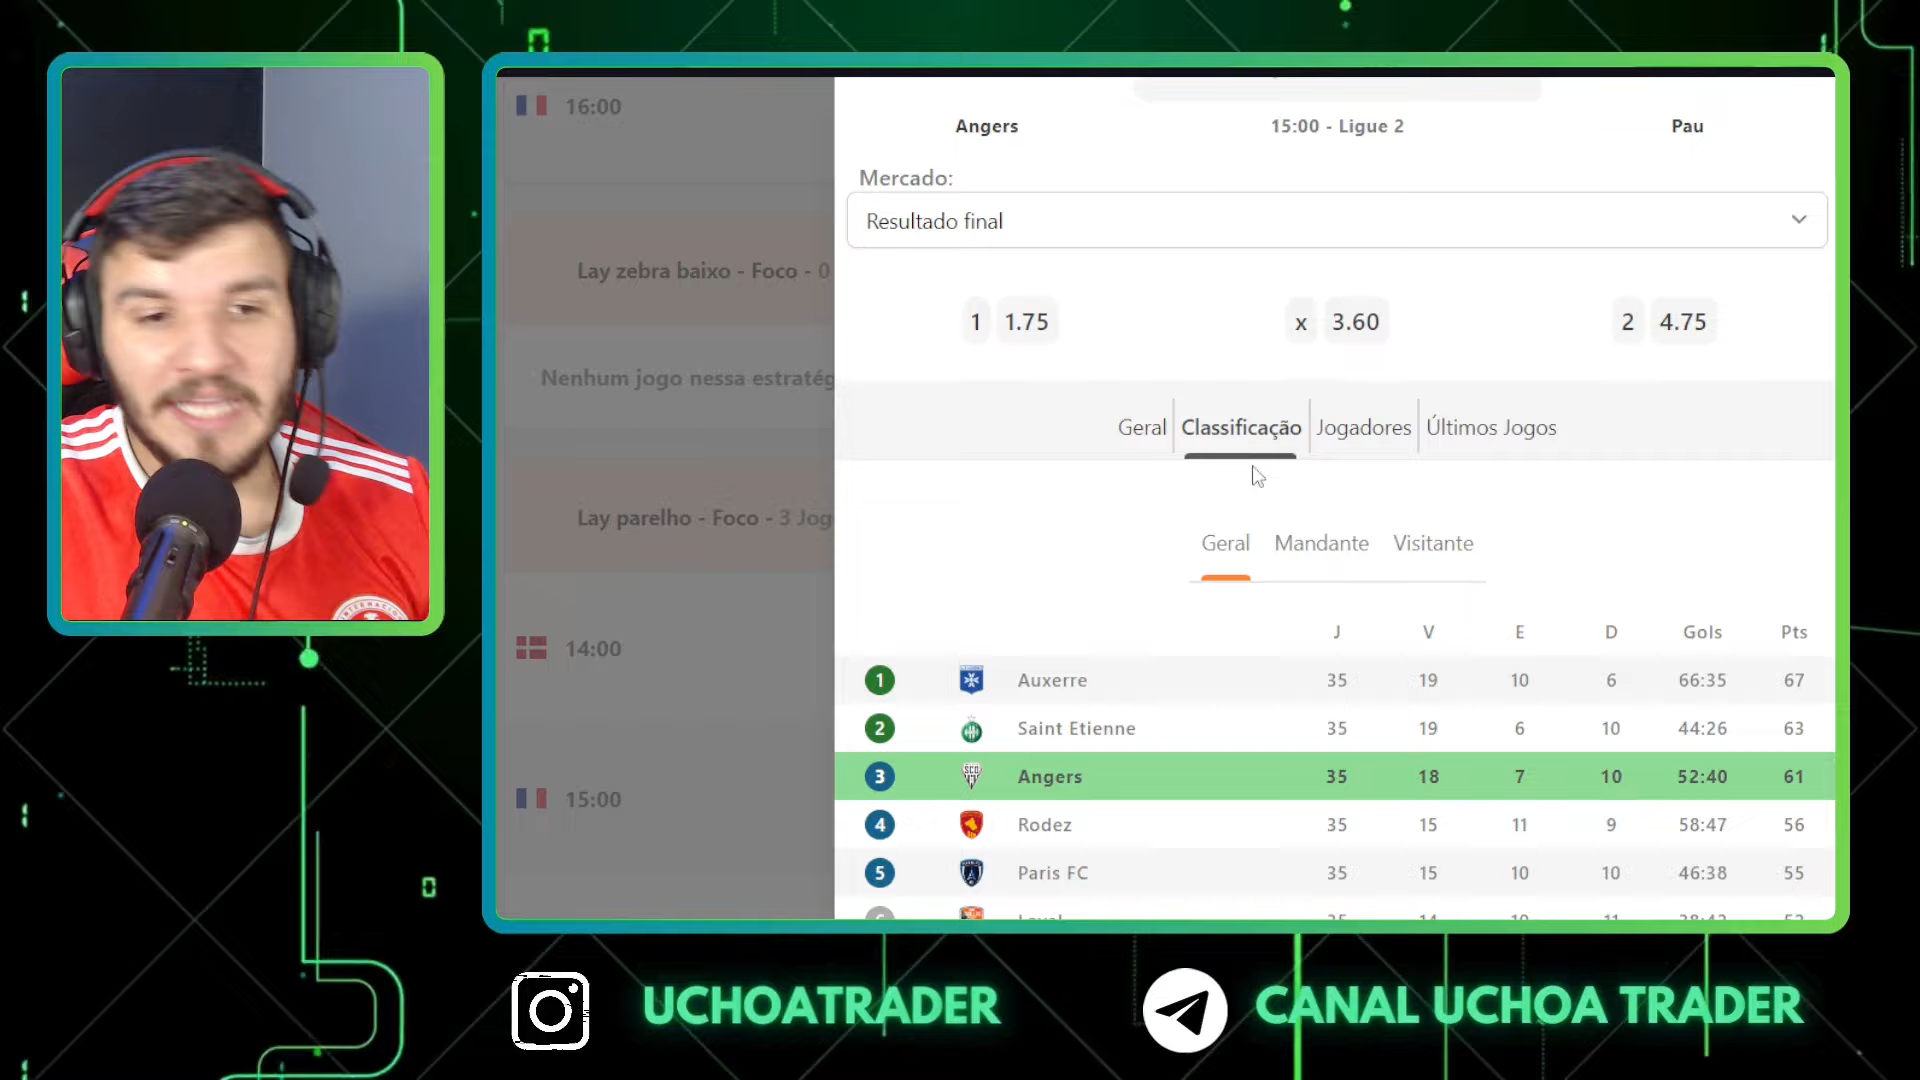 16:00
Lay zebra baixo - Foco - 0
Nenhum jogo nessa estratég
Lay parelho - Foco - 3 Jog
14:00
15:00
Angers 15:00 - Ligue 2 Pau
Mercado:
Resultado final
1 1.75 x 3.60 2 4.75
Geral Classificação Jogadores Últimos Jogos
Geral Mandante Visitante
J V E D Gols Pts
1 Auxerre 35 19 10 6 66:35 67
2 Saint Etienne 35 19 6 10 44:26 63
3 Angers 35 18 7 10 52:40 61
4 Rodez 35 15 11 9 58:47 56
5 Paris FC 35 15 10 10 46:38 55
UCHOATRADER
CANAL UCHOA TRADER